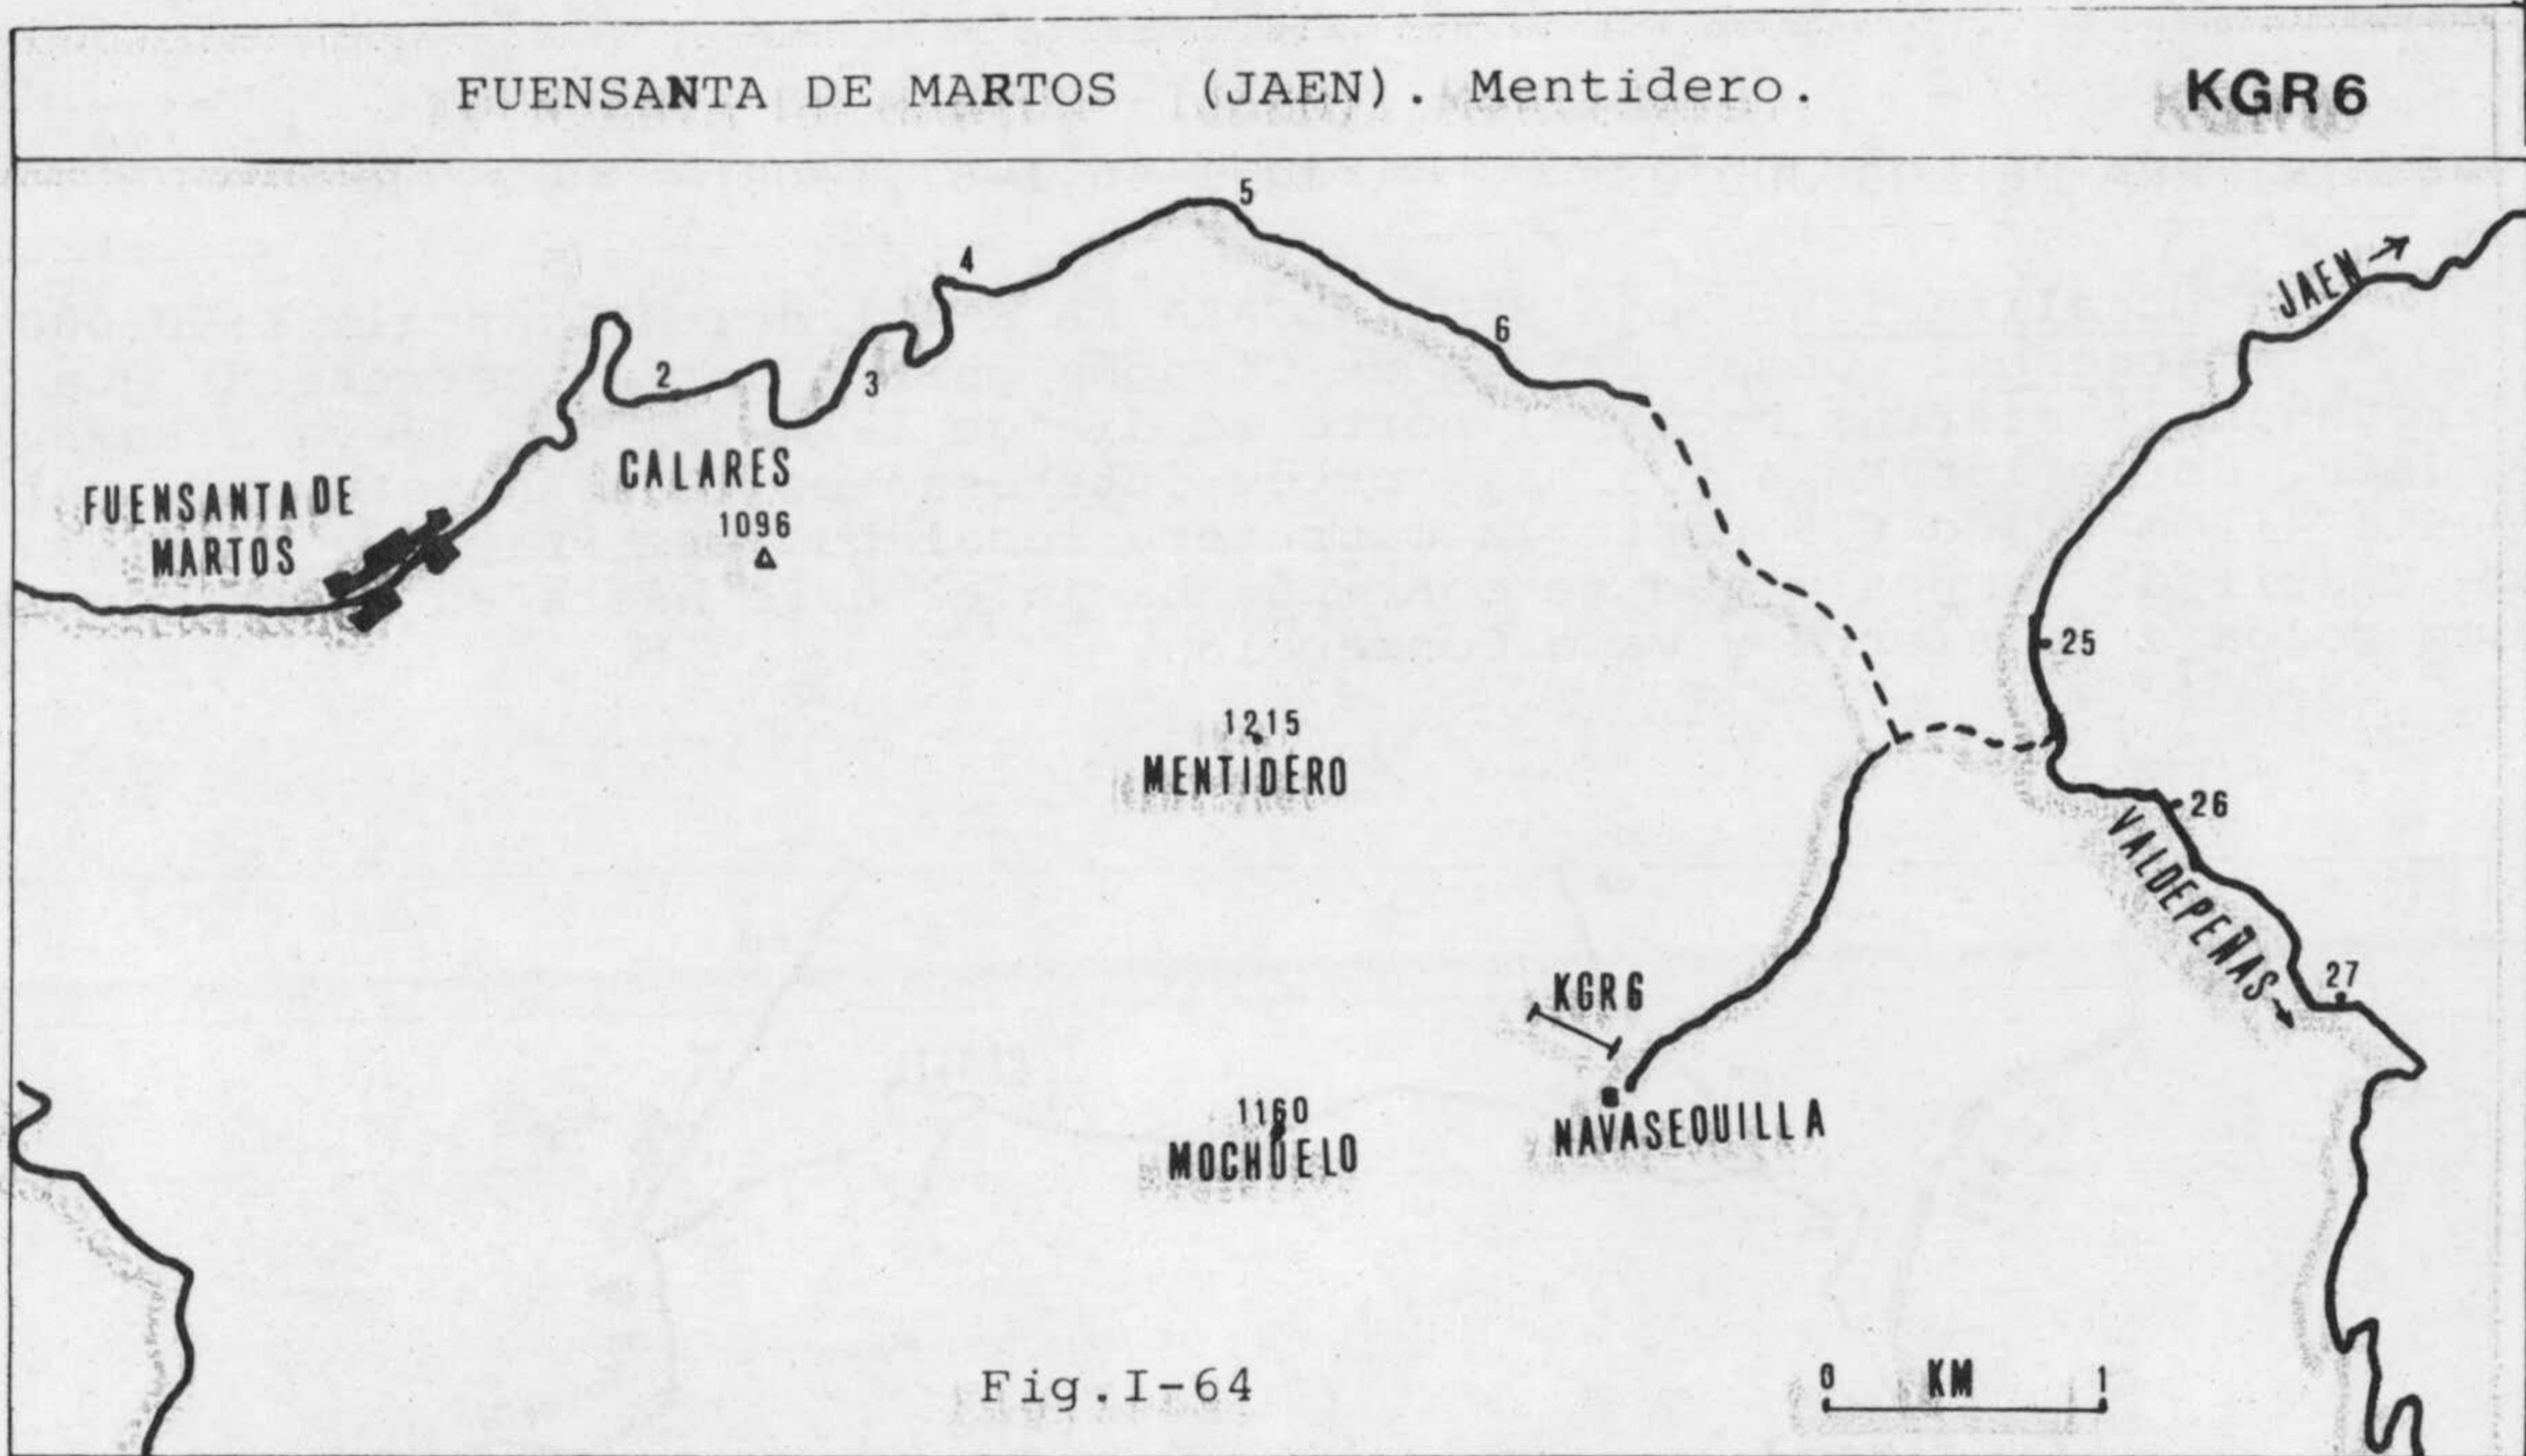 FUENSANTA DE MARTOS (JAEN). Mentidero. KGR6
5
4
JAEN
6
2
3
CALARES
1096
FUENSANTA DE
MARTOS
25
1215
MENTIDERO
26
VALDEPEÑAS
27
KGR6
1160
MOCHUELO
NAVASEQUILLA
0 KM 1
Fig.I-64